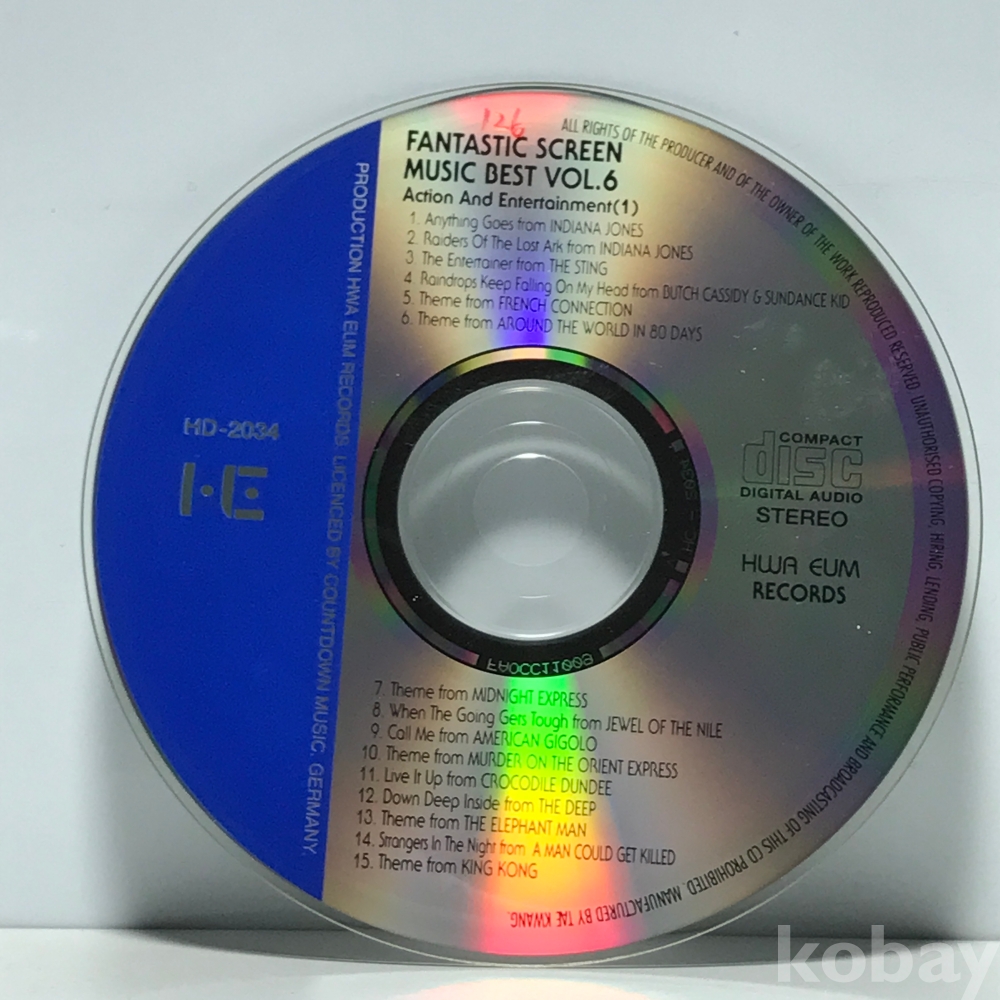 126
FANTASTIC SCREEN
MUSIC BEST VOL.6
Action And Entertainment(1)
1. Anything Goes from INDIANA JONES
2. Raiders Of The Lost Ark from INDIANA JONES
3. The Entertainer from THE STING
4 Raindrops Keep Falling On My Head from BUTCH CASSIDY & SUNDANCE KID
5. Theme from FRENCH CONNECTION
6. Theme from AROUND THE WORLD IN 80 DAYS
PRODUCTION HWA EUM RECORDS. LICENCED BY COUNTDOWN MUSIC. GERMANY.
HD-2034
HE
COMPACT
disc
DIGITAL AUDIO
STEREO
HWA EUM
RECORDS
HC - 5034
FAOCC11009
7. Theme from MIDNIGHT EXPRESS
8. When The Going Gers Tough from JEWEL OF THE NILE
9. Call Me from AMERICAN GIGOLO
10. Theme from MURDER ON THE ORIENT EXPRESS
11. Live It Up from CROCODILE DUNDEE
12. Down Deep Inside from THE DEEP
13. Theme from THE ELEPHANT MAN
14. Strangers In The Night from A MAN COULD GET KILLED
15. Theme from KING KONG
ALL RIGHTS OF THE PRODUCER AND OF THE OWNER OF THE WORK REPRODUCED RESERVED. UNAUTHORISED COPYING, HIRING, LENDING, PUBLIC PERFORMANCE AND BROADCASTING OF THIS CD PROHIBITED. MANUFACTURED BY TAE KWANG.
kobay